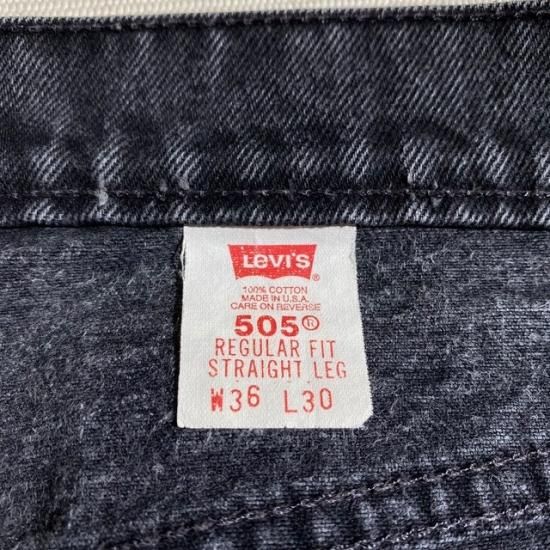 LEVI'S ®
100% COTTON
MADE IN U.S.A.
CARE ON REVERSE
505®
REGULAR FIT
STRAIGHT LEG
W36 L30